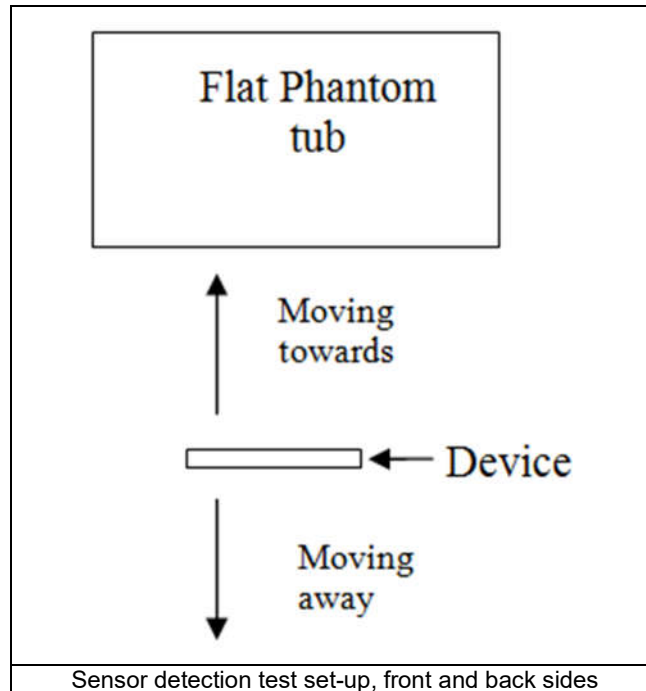 Flat Phantom
tub
Moving
towards
Device
Moving
away
Sensor detection test set-up, front and back sides